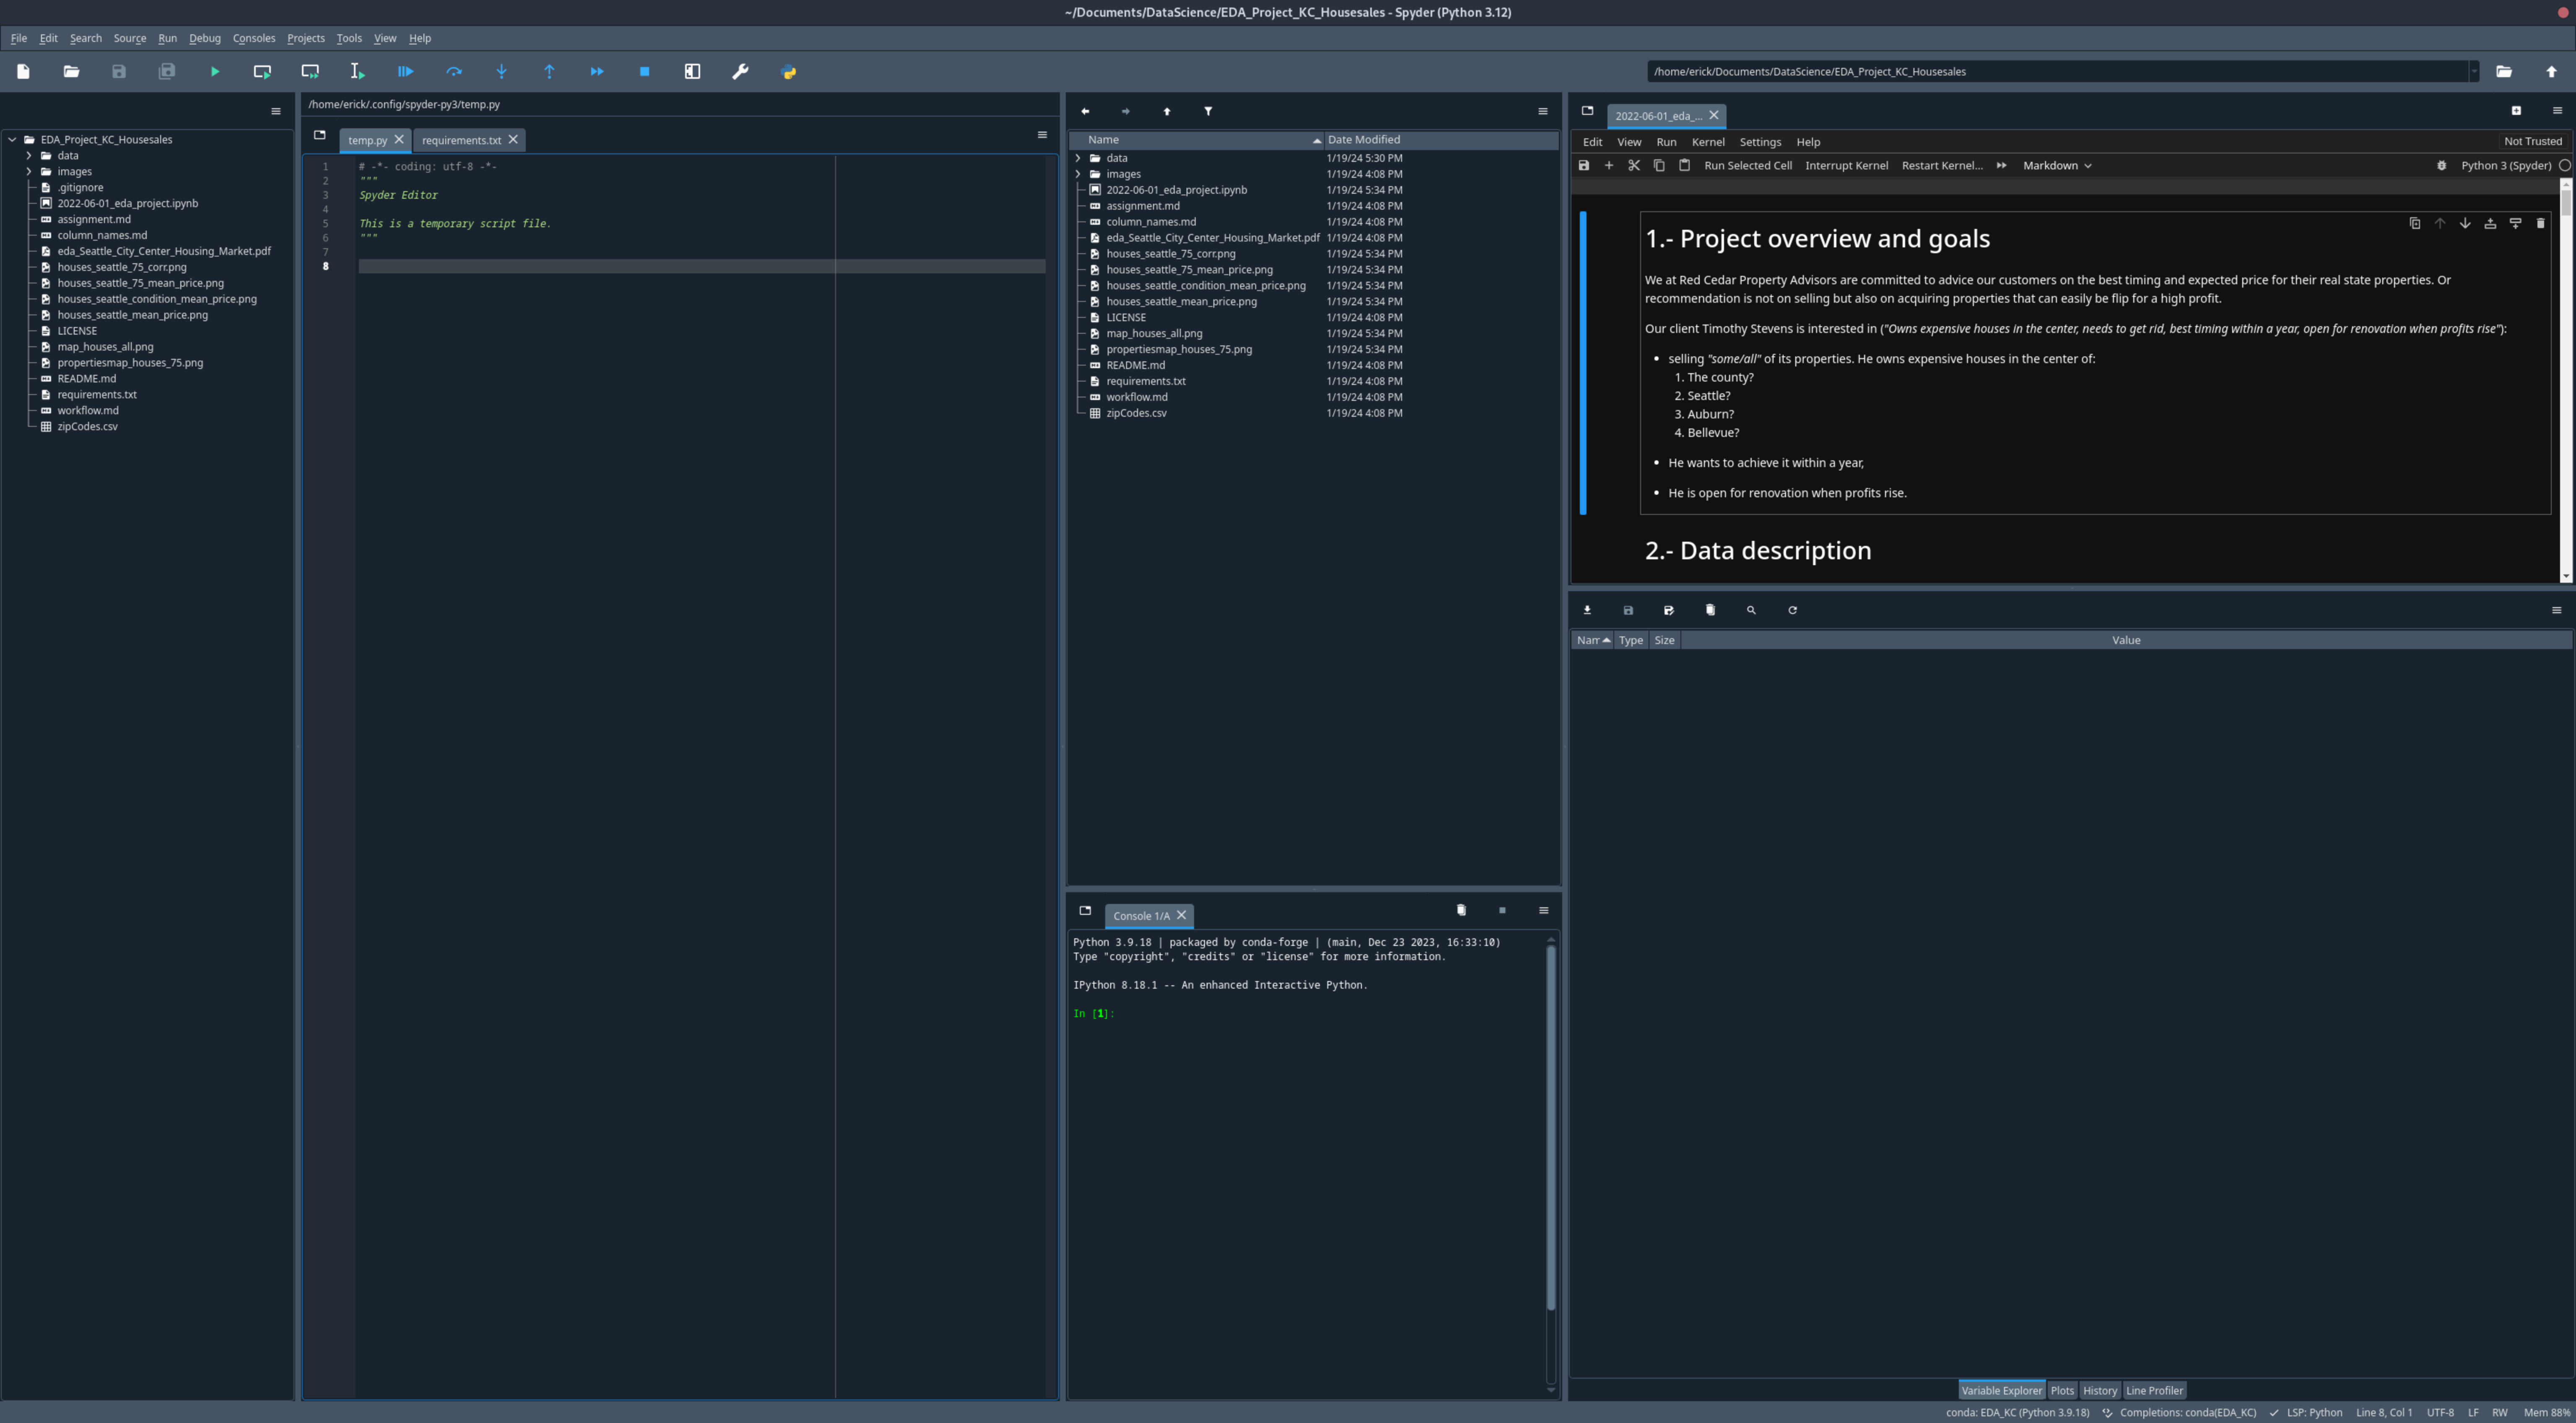 ~/Documents/DataScience/EDA_Project_KC_Housesales - Spyder (Python 3.12)
File Edit Search Source Run Debug Consoles Projects Tools View Help
/home/erick/Documents/DataScience/EDA_Project_KC_Housesales
EDA_Project_KC_Housesales
data
images
.gitignore
2022-06-01_eda_project.ipynb
assignment.md
column_names.md
eda_Seattle_City_Center_Housing_Market.pdf
houses_seattle_75_corr.png
houses_seattle_75_mean_price.png
houses_seattle_condition_mean_price.png
houses_seattle_mean_price.png
LICENSE
map_houses_all.png
propertiesmap_houses_75.png
README.md
requirements.txt
workflow.md
zipCodes.csv
/home/erick/.config/spyder-py3/temp.py
temp.py requirements.txt
1 # -*- coding: utf-8 -*-
2 """
3 Spyder Editor
4
5 This is a temporary script file.
6 """
7
8
Name Date Modified
data 1/19/24 5:30 PM
images 1/19/24 4:08 PM
2022-06-01_eda_project.ipynb 1/19/24 5:34 PM
assignment.md 1/19/24 4:08 PM
column_names.md 1/19/24 4:08 PM
eda_Seattle_City_Center_Housing_Market.pdf 1/19/24 4:08 PM
houses_seattle_75_corr.png 1/19/24 5:34 PM
houses_seattle_75_mean_price.png 1/19/24 5:34 PM
houses_seattle_condition_mean_price.png 1/19/24 5:34 PM
houses_seattle_mean_price.png 1/19/24 5:34 PM
LICENSE 1/19/24 4:08 PM
map_houses_all.png 1/19/24 5:34 PM
propertiesmap_houses_75.png 1/19/24 5:34 PM
README.md 1/19/24 4:08 PM
requirements.txt 1/19/24 4:08 PM
workflow.md 1/19/24 4:08 PM
zipCodes.csv 1/19/24 4:08 PM
Console 1/A
Python 3.9.18 | packaged by conda-forge | (main, Dec 23 2023, 16:33:10)
Type "copyright", "credits" or "license" for more information.
IPython 8.18.1 -- An enhanced Interactive Python.
In [1]:
2022-06-01_eda_...
Edit View Run Kernel Settings Help Not Trusted
Run Selected Cell Interrupt Kernel Restart Kernel... Markdown Python 3 (Spyder)
1.- Project overview and goals
We at Red Cedar Property Advisors are committed to advice our customers on the best timing and expected price for their real state properties. Or
recommendation is not on selling but also on acquiring properties that can easily be flip for a high profit.
Our client Timothy Stevens is interested in ("Owns expensive houses in the center, needs to get rid, best timing within a year, open for renovation when profits rise"):
• selling "some/all" of its properties. He owns expensive houses in the center of:
1. The county?
2. Seattle?
3. Auburn?
4. Bellevue?
• He wants to achieve it within a year,
• He is open for renovation when profits rise.
2.- Data description
Nar Type Size Value
Variable Explorer Plots History Line Profiler
conda: EDA_KC (Python 3.9.18) Completions: conda(EDA_KC) LSP: Python Line 8, Col 1 UTF-8 LF RW Mem 88%